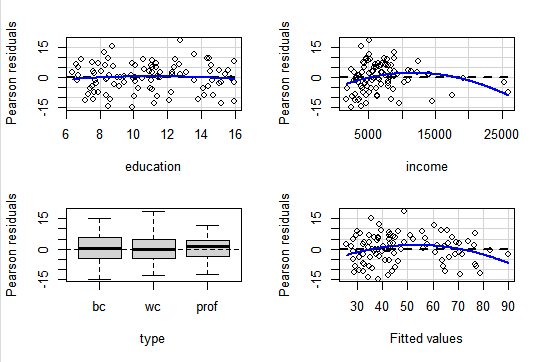 Pearson residuals
15
0
-15
6
8
10
12
14
16
education
Pearson residuals
15
0
-15
5000
15000
25000
income
Pearson residuals
15
0
-15
bc
wc
prof
type
Pearson residuals
15
0
-15
30
40
50
60
70
80
90
Fitted values